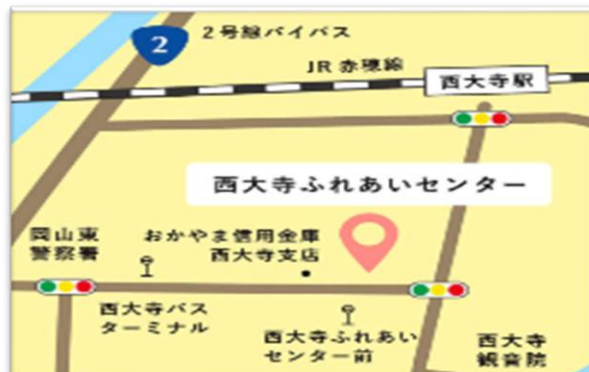 2
2号線バイパス
JR 赤穂線
西大寺駅
西大寺ふれあいセンター
岡山東
警察署
おかやま信用金庫
西大寺支店
西大寺バス
ターミナル
西大寺ふれあい
センター前
西大寺
観音院